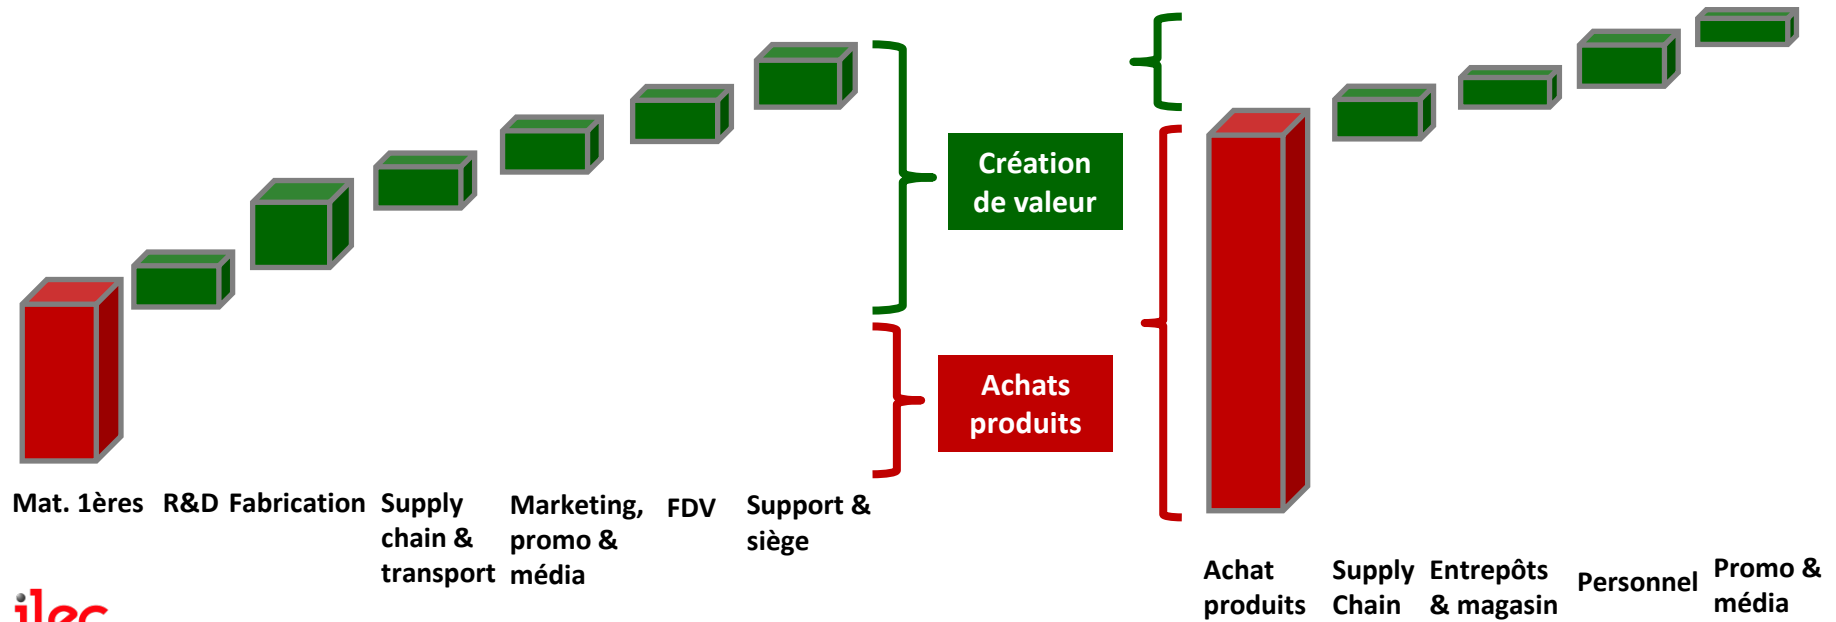 Création
de valeur
Achats
produits
Mat. 1ères
R&D
Fabrication
Supply
chain &
transport
Marketing,
promo &
média
FDV
Support &
siège
Achat
produits
Supply
Chain
Entrepôts
& magasin
Personnel
Promo &
média
ilec